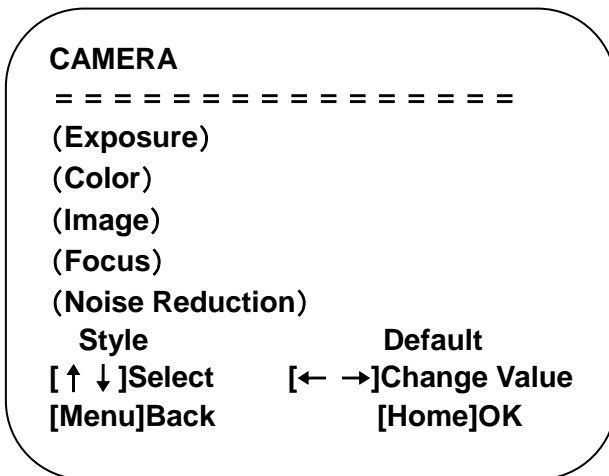 CAMERA
= = = = = = = = = = = = = = = =
（Exposure）
（Color）
（Image）
（Focus）
（Noise Reduction）
Style Default
[↑ ↓]Select [← →]Change Value
[Menu]Back [Home]OK